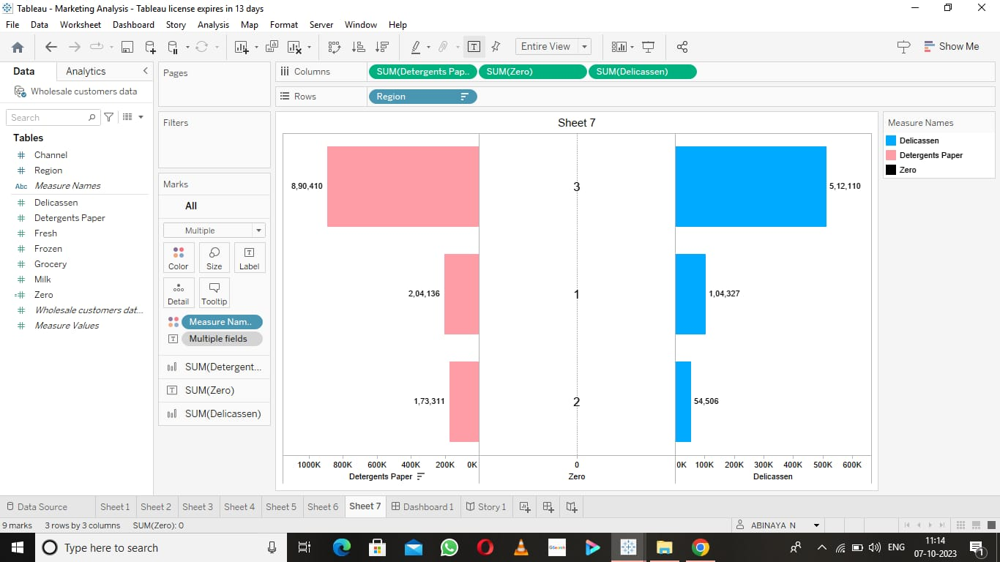 Tableau - Marketing Analysis - Tableau license expires in 13 days
File Data Worksheet Dashboard Story Analysis Map Format Server Window Help
Entire View
Show Me
Data Analytics
Wholesale customers data
Search
Tables
# Channel
# Region
Abc Measure Names
# Delicassen
# Detergents Paper
# Fresh
# Frozen
# Grocery
# Milk
=# Zero
# Wholesale customers dat...
# Measure Values
Pages
Filters
Marks
All
Multiple
Color Size Label
Detail Tooltip
Measure Nam..
Multiple fields
SUM(Detergent...
SUM(Zero)
SUM(Delicassen)
Columns SUM(Detergents Pap.. SUM(Zero) SUM(Delicassen)
Rows Region
Sheet 7
8,90,410 3 5,12,110
2,04,136 1 1,04,327
1,73,311 2 54,506
1000K 800K 600K 400K 200K 0K 0 0K 100K 200K 300K 400K 500K 600K
Detergents Paper Zero Delicassen
Measure Names
Delicassen
Detergents Paper
Zero
Data Source Sheet 1 Sheet 2 Sheet 3 Sheet 4 Sheet 5 Sheet 6 Sheet 7 Dashboard 1 Story 1
9 marks 3 rows by 3 columns SUM(Zero): 0 ABINAYA N
Type here to search
ENG
11:14
07-10-2023
1